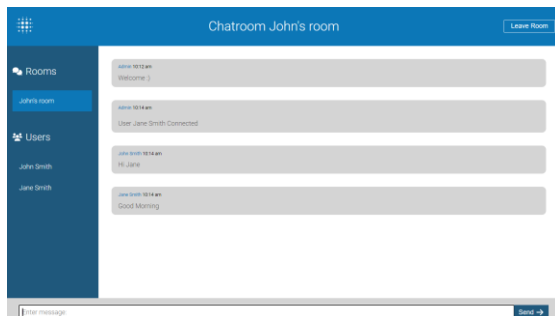 Chatroom John's room
Leave Room
Rooms
John's room
Users
John Smith
Jane Smith
Admin 10:12 am
Welcome :)
Admin 10:14 am
User Jane Smith Connected
John Smith 10:14 am
Hi Jane
Jane Smith 10:14 am
Good Morning
Enter message
Send